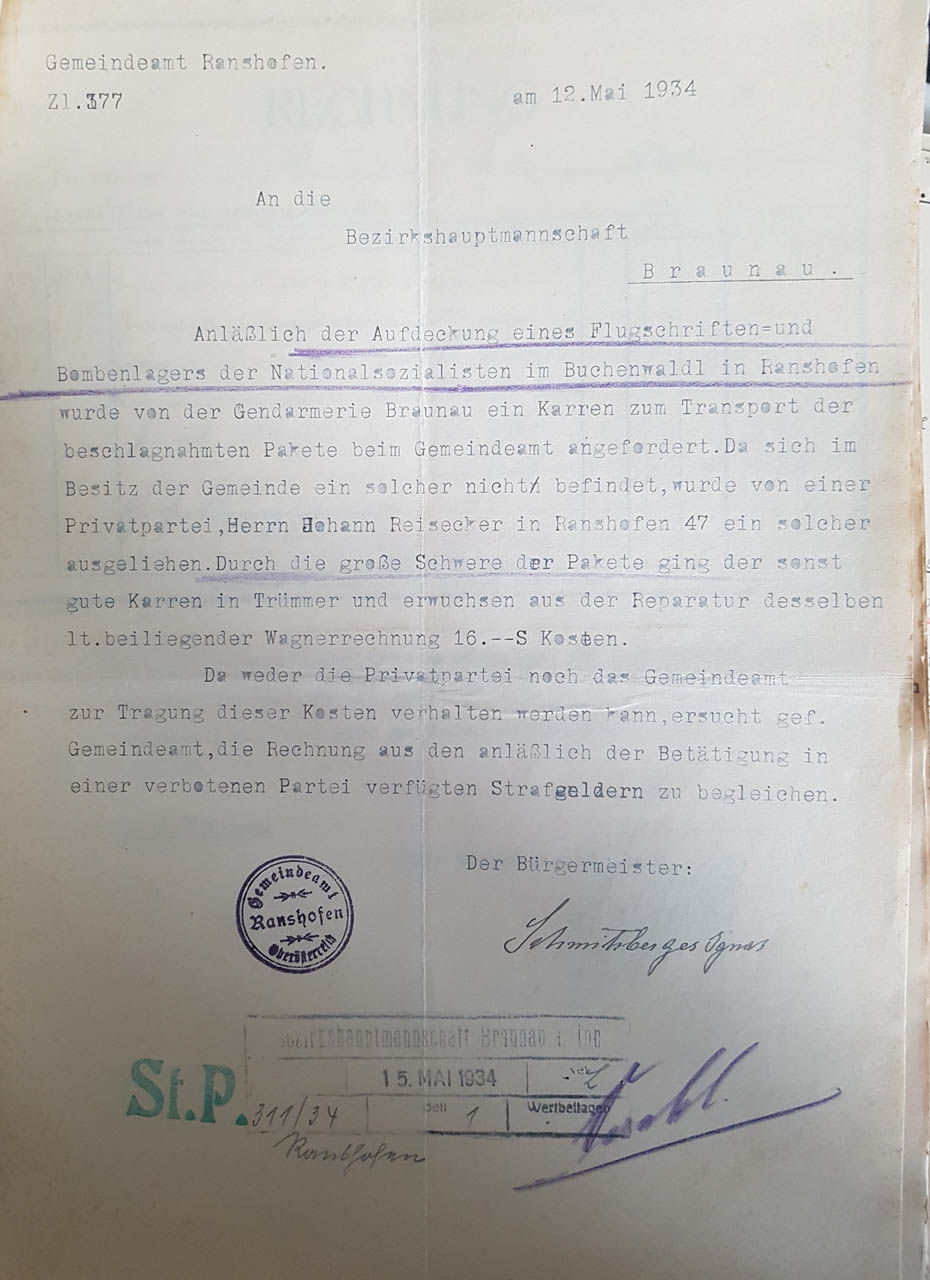 Gemeindeamt Ranshofen.
Zl.377
am 12.Mai 1934
An die
Bezirkshauptmannschaft
Braunau.
Anläßlich der Aufdeckung eines Flugschriften=und
Bombenlagers der Nationalsozialisten im Buchenwaldl in Ranshofen
wurde von der Gendarmerie Braunau ein Karren zum Transport der
beschlagnahmten Pakete beim Gemeindeamt angefordert.Da sich im
Besitz der Gemeinde ein solcher nicht befindet,wurde von einer
Privatpartei,Herrn Johann Reisecker in Ranshofen 47 ein solcher
ausgeliehen.Durch die große Schwere der Pakete ging der sonst
gute Karren in Trümmer und erwuchsen aus der Reparatur desselben
lt.beiliegender Wagnerrechnung 16.--S Kosten.
Da weder die Privatpartei noch das Gemeindeamt
zur Tragung dieser Kosten verhalten werden kann,ersucht gef.
Gemeindeamt,die Rechnung aus den anläßlich der Betätigung in
einer verbotenen Partei verfügten Strafgeldern zu begleichen.
Der Bürgermeister:
Gemeindeamt
Ranshofen
Oberösterreich
Bezirkshauptmannschaft Braunau
15. MAI 1934
St.P. 311/34
1
Wertbeilagen
Ranshofen